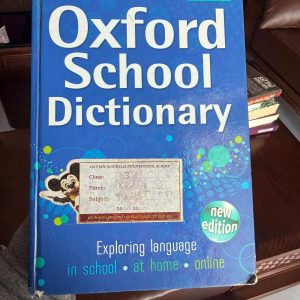 Oxford
School
Dictionary
Class:
Name:
Subject:
new
edition
Exploring language
in school • at home • online